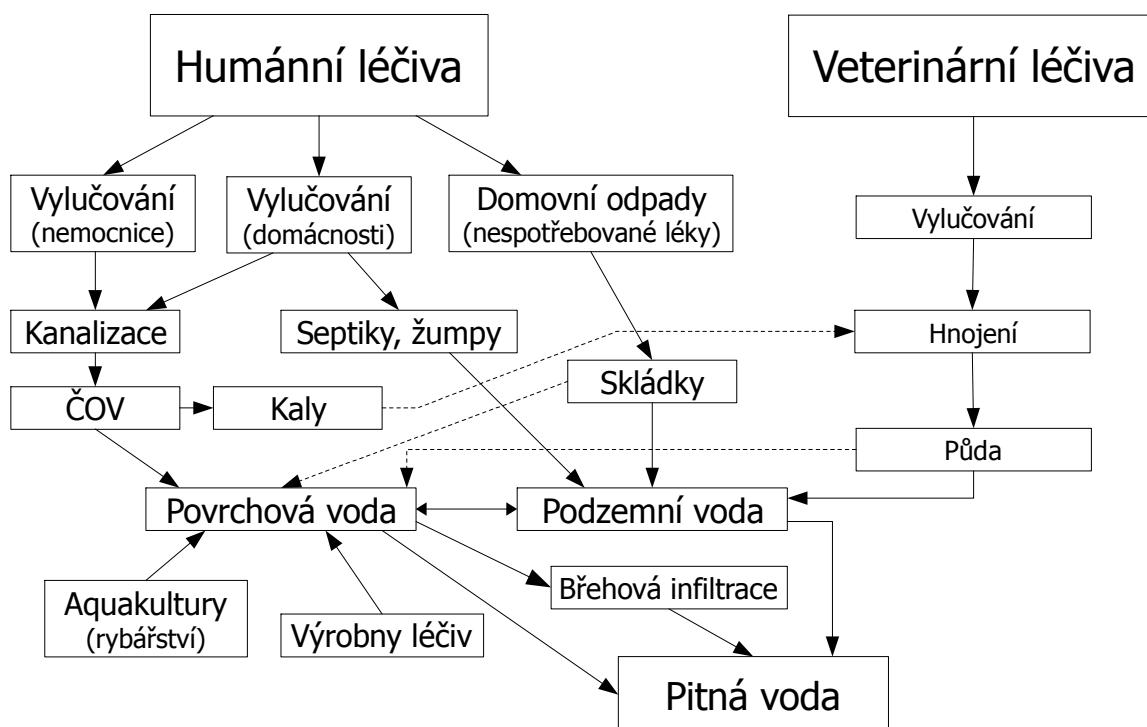 Humánní léčiva
Veterinární léčiva
Vylučování
(nemocnice)
Vylučování
(domácnosti)
Domovní odpady
(nespotřebované léky)
Vylučování
Kanalizace
Septiky, žumpy
Hnojení
Skládky
ČOV
Kaly
Půda
Povrchová voda
Podzemní voda
Břehová infiltrace
Aquakultury
(rybářství)
Výrobny léčiv
Pitná voda